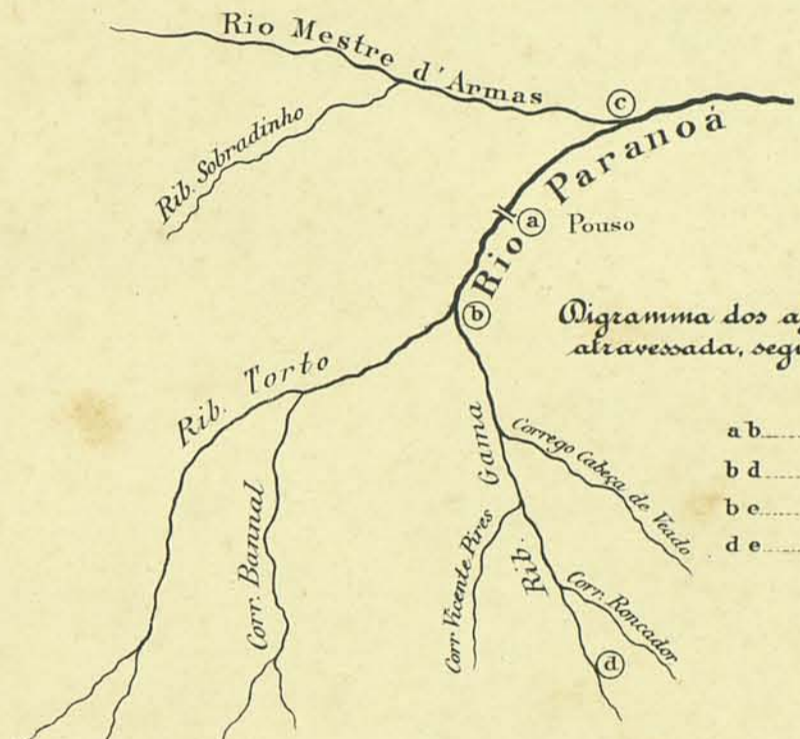 Rio Mestre d'Armas
c
Rio Paranoá
Rib. Sobradinho
a Pouso
b
Digramma dos a
atravessada, seg
Rib. Torto
Rib. Gama
Corrego Cabeça de Veado
a b
b d
b e
d e
Corr. Bannal
Corr Vicente Pires
Corr. Roncador
d